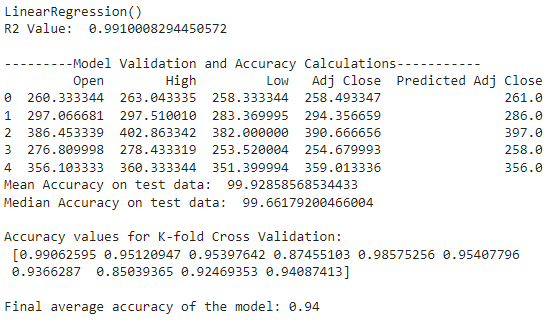 LinearRegression()
R2 Value:  0.9910008294450572
---------Model Validation and Accuracy Calculations-----------
         Open        High         Low   Adj Close  Predicted Adj Close
0  260.333344  263.043335  258.333344  258.493347                261.0
1  297.066681  297.510010  283.369995  294.356659                286.0
2  386.453339  402.863342  382.000000  390.666656                397.0
3  276.809998  278.433319  253.520004  254.679993                258.0
4  356.103333  360.333344  351.399994  359.013336                356.0
Mean Accuracy on test data:  99.92858568534433
Median Accuracy on test data:  99.66179200466004
Accuracy values for K-fold Cross Validation:
 [0.99062595 0.95120947 0.95397642 0.87455103 0.98575256 0.95407796
 0.9366287  0.85039365 0.92469353 0.94087413]
Final average accuracy of the model: 0.94